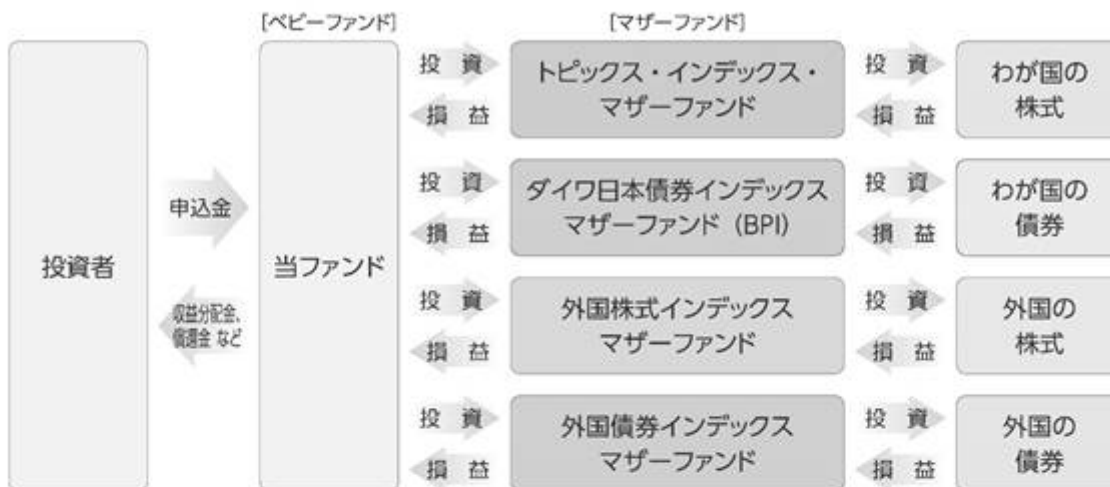 [ベビーファンド]
[マザーファンド]
投資者
申込金
収益分配金、
償還金 など
当ファンド
投 資
損 益
トピックス・インデックス・
マザーファンド
投 資
損 益
わが国の
株式
投 資
損 益
ダイワ日本債券インデックス
マザーファンド（BPI）
投 資
損 益
わが国の
債券
投 資
損 益
外国株式インデックス
マザーファンド
投 資
損 益
外国の
株式
投 資
損 益
外国債券インデックス
マザーファンド
投 資
損 益
外国の
債券